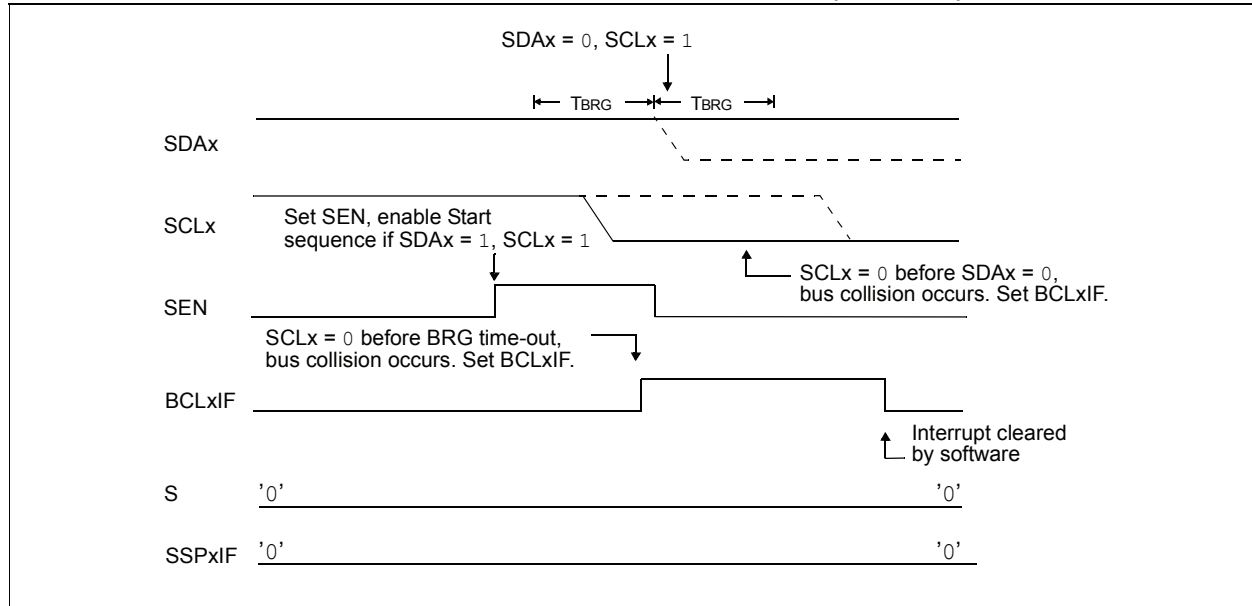 SDAx = 0, SCLx = 1
TBRG TBRG
SDAx
SCLx
Set SEN, enable Start
sequence if SDAx = 1, SCLx = 1
SCLx = 0 before SDAx = 0,
bus collision occurs. Set BCLxIF.
SEN
SCLx = 0 before BRG time-out,
bus collision occurs. Set BCLxIF.
BCLxIF
Interrupt cleared
by software
S '0' '0'
SSPxIF '0' '0'